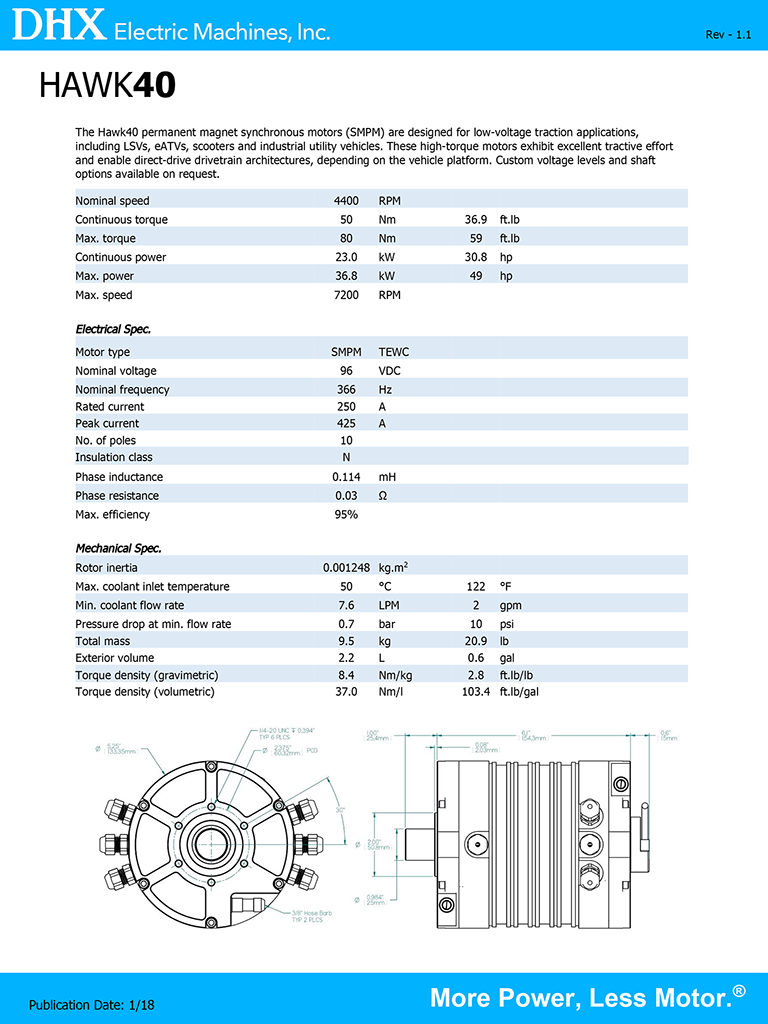 DHX Electric Machines, Inc.
Rev - 1.1
HAWK40
The Hawk40 permanent magnet synchronous motors (SMPM) are designed for low-voltage traction applications,
including LSVs, eATVs, scooters and industrial utility vehicles. These high-torque motors exhibit excellent tractive effort
and enable direct-drive drivetrain architectures, depending on the vehicle platform. Custom voltage levels and shaft
options available on request.
Nominal speed 4400 RPM
Continuous torque 50 Nm 36.9 ft.lb
Max. torque 80 Nm 59 ft.lb
Continuous power 23.0 kW 30.8 hp
Max. power 36.8 kW 49 hp
Max. speed 7200 RPM
Electrical Spec.
Motor type SMPM TEWC
Nominal voltage 96 VDC
Nominal frequency 366 Hz
Rated current 250 A
Peak current 425 A
No. of poles 10
Insulation class N
Phase inductance 0.114 mH
Phase resistance 0.03 Ω
Max. efficiency 95%
Mechanical Spec.
Rotor inertia 0.001248 kg.m²
Max. coolant inlet temperature 50 °C 122 °F
Min. coolant flow rate 7.6 LPM 2 gpm
Pressure drop at min. flow rate 0.7 bar 10 psi
Total mass 9.5 kg 20.9 lb
Exterior volume 2.2 L 0.6 gal
Torque density (gravimetric) 8.4 Nm/kg 2.8 ft.lb/lb
Torque density (volumetric) 37.0 Nm/l 103.4 ft.lb/gal
1/4-20 UNC ↧ 0.394"
TYP 6 PLCS
Ø 5.25"
133.35mm
Ø 2.375" PCD
60.32mm
30°
3/8" Hose Barb
TYP 2 PLCS
1.00"
25.4mm
6.1"
154.3mm
0.6"
15mm
0.08"
2.03mm
Ø 2.00"
50.8mm
Ø 0.984"
25mm
Publication Date: 1/18
More Power, Less Motor.®